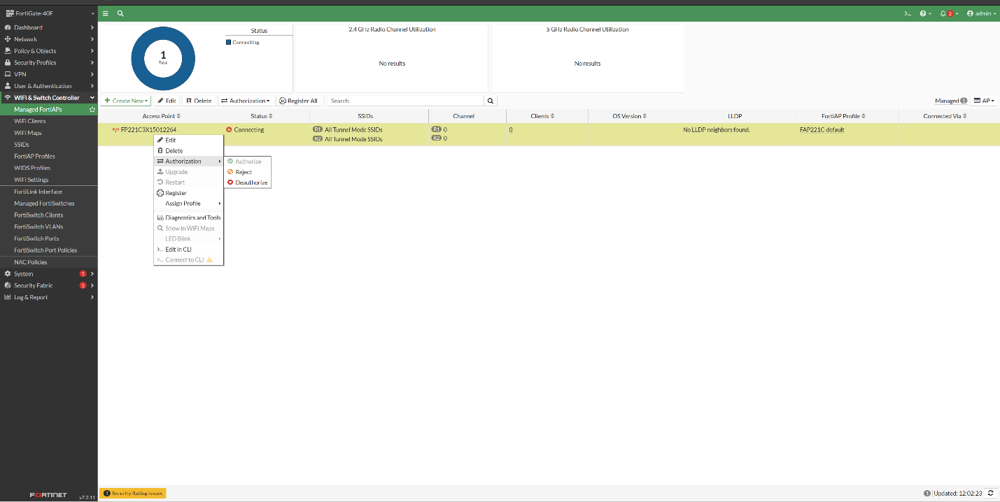 FortiGate-40F
2
admin
Dashboard
Network
Policy & Objects
Security Profiles
VPN
User & Authentication
WiFi & Switch Controller
Managed FortiAPs
WiFi Clients
WiFi Maps
SSIDs
FortiAP Profiles
WIDS Profiles
WiFi Settings
FortiLink Interface
Managed FortiSwitches
FortiSwitch Clients
FortiSwitch VLANs
FortiSwitch Ports
FortiSwitch Port Policies
NAC Policies
System 1
Security Fabric 1
Log & Report
FORTINET v7.2.11
1
Total
Status
Connecting
2.4 GHz Radio Channel Utilization
No results
5 GHz Radio Channel Utilization
No results
Create New Edit Delete Authorization Register All Search Managed 1 AP
Access Point Status SSIDs Channel Clients OS Version LLDP FortiAP Profile Connected Via
FP221C3X15012264 Connecting R1 All Tunnel Mode SSIDs R1 0 0 No LLDP neighbors found. FAP221C-default
R2 All Tunnel Mode SSIDs R2 0
Edit
Delete
Authorization
Upgrade
Restart
Register
Assign Profile
Diagnostics and Tools
Show in WiFi Maps
LED Blink
Edit in CLI
Connect to CLI
Authorize
Reject
Deauthorize
1 Security Rating Issues
1 Updated: 12:02:23